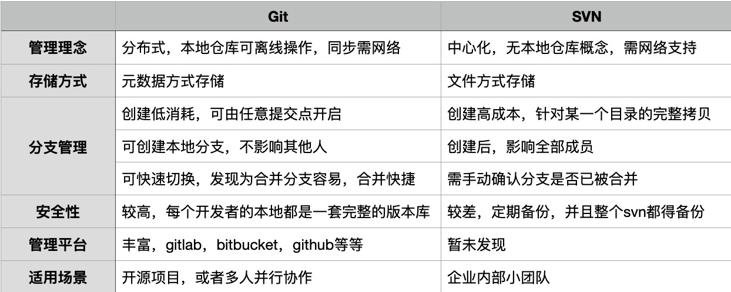 Git SVN
管理理念 分布式，本地仓库可离线操作，同步需网络 中心化，无本地仓库概念，需网络支持
存储方式 元数据方式存储 文件方式存储
创建低消耗，可由任意提交点开启 创建高成本，针对某一个目录的完整拷贝
分支管理 可创建本地分支，不影响其他人 创建后，影响全部成员
可快速切换，发现为合并分支容易，合并快捷 需手动确认分支是否已被合并
安全性 较高，每个开发者的本地都是一套完整的版本库 较差，定期备份，并且整个svn都得备份
管理平台 丰富，gitlab，bitbucket，github等等 暂未发现
适用场景 开源项目，或者多人并行协作 企业内部小团队